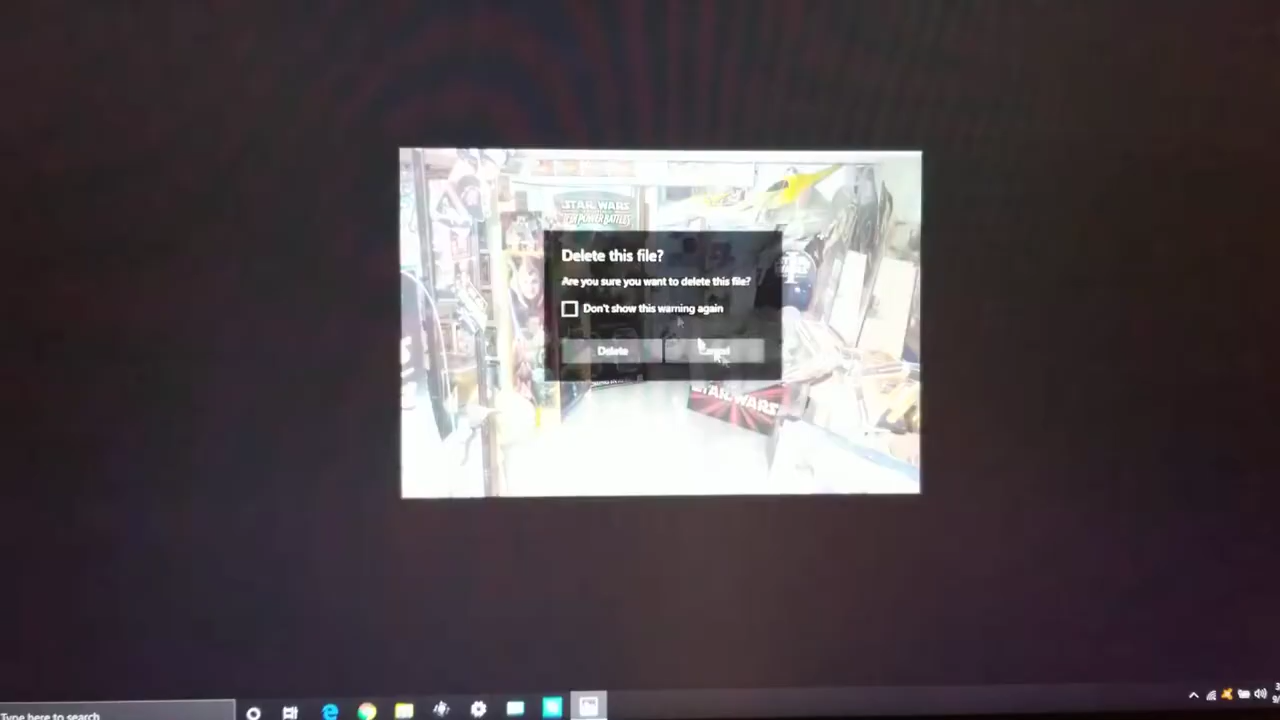 STAR WARS
POWER BATTLES
Delete this file?
Are you sure you want to delete this file?
Don't show this warning again
Delete
Cancel
STAR WARS
Type here to search